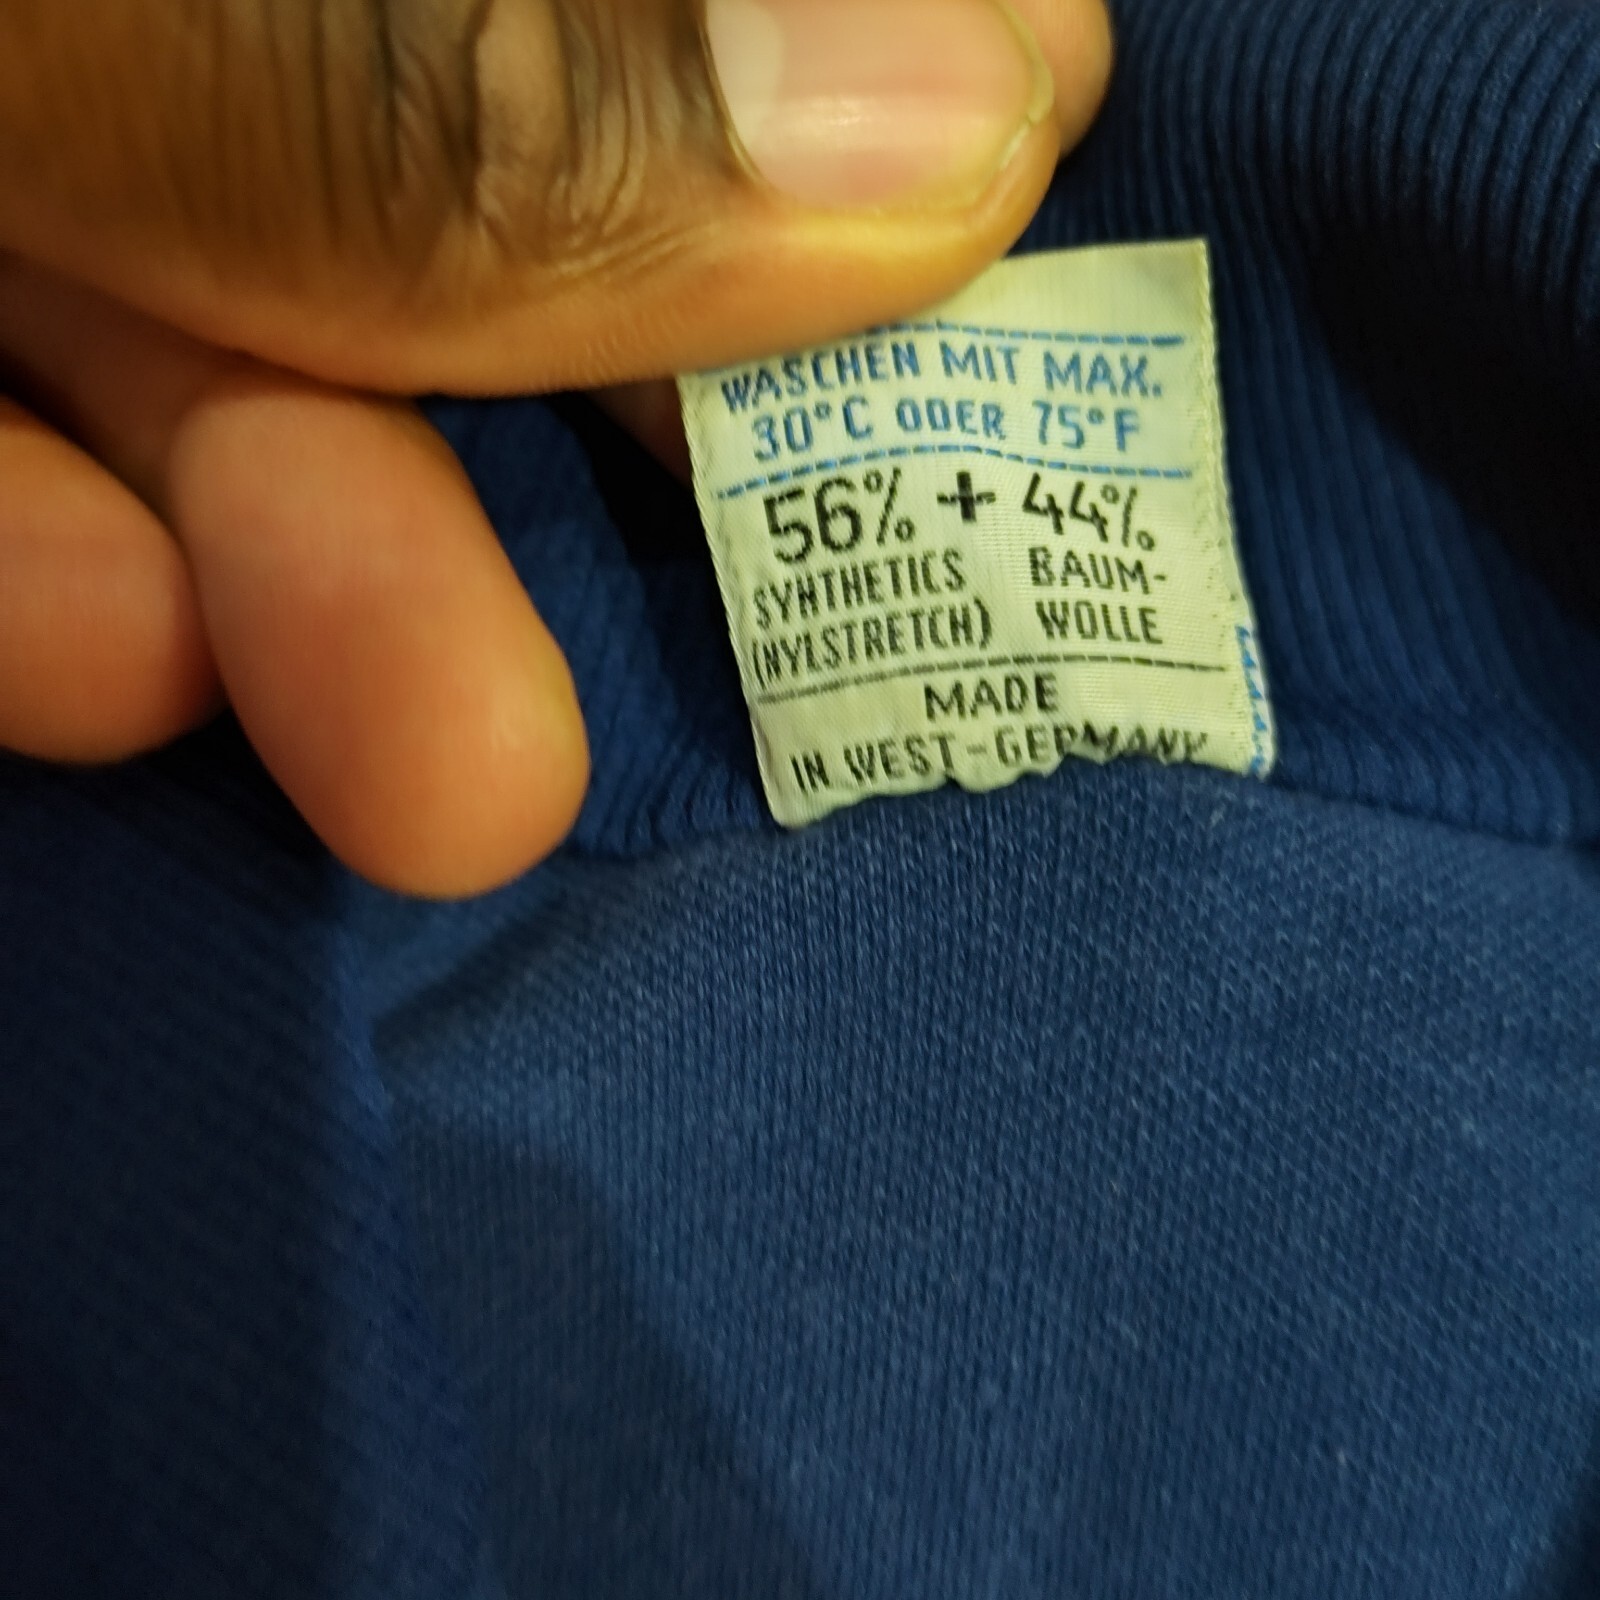 WASCHEN MIT MAX.
30°C ODER 75°F
56% + 44%
SYNTHETICS BAUM-
(NYLSTRETCH) WOLLE
MADE
IN WEST-GERMANY